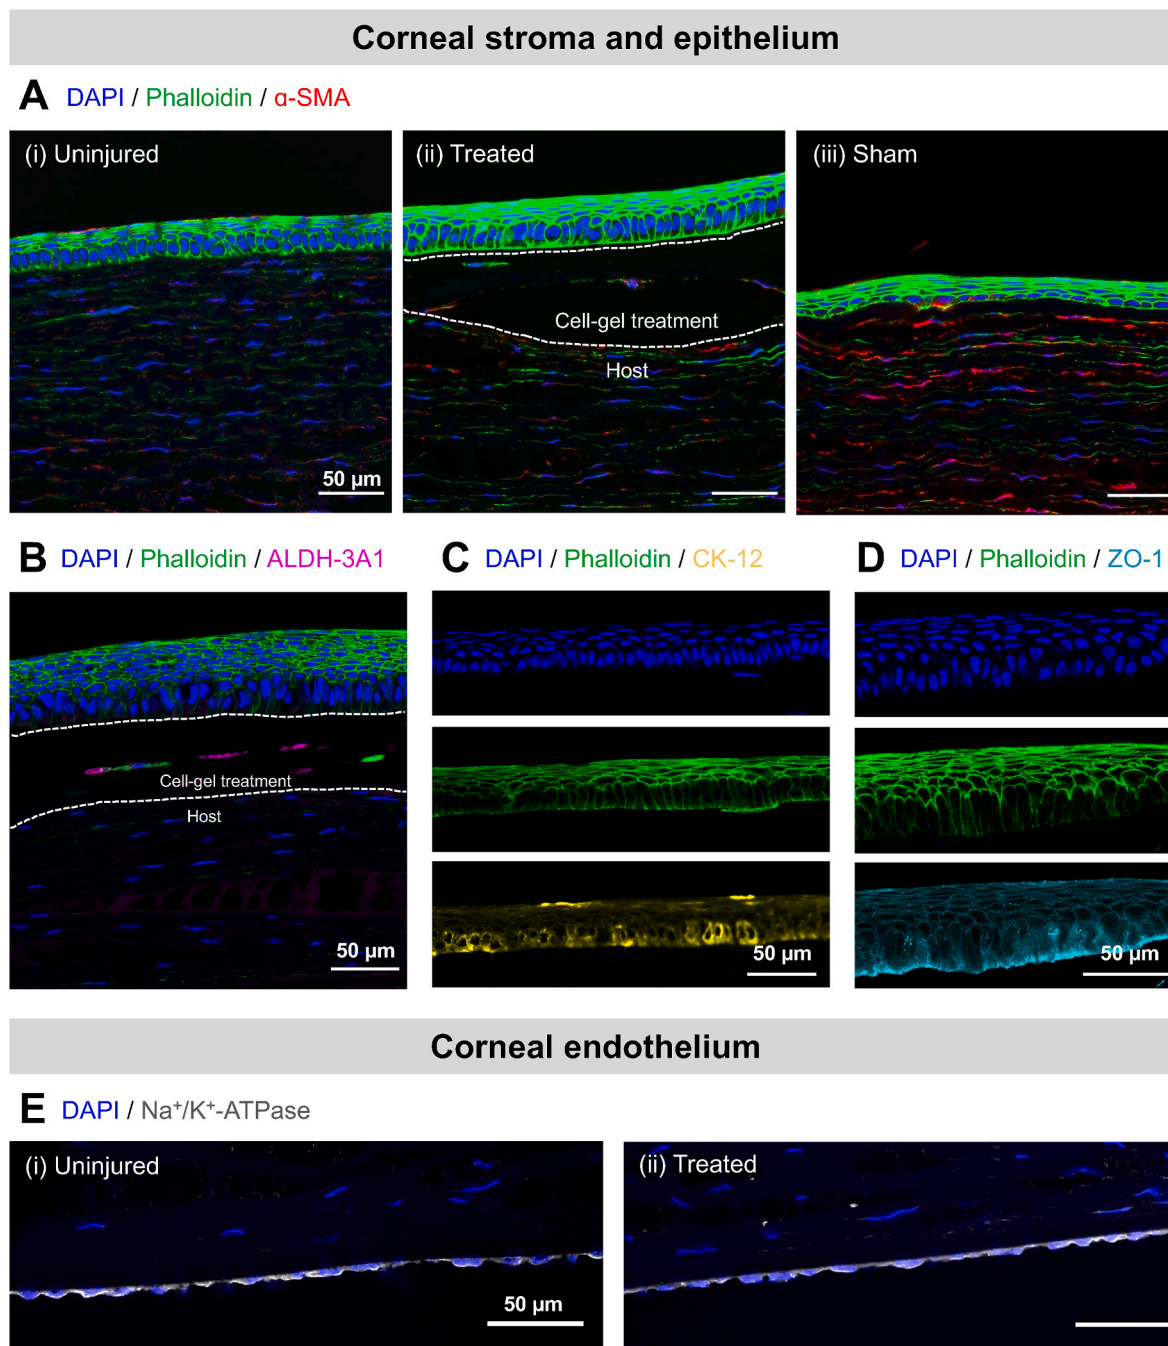 Corneal stroma and epithelium
A DAPI / Phalloidin / α-SMA
(i) Uninjured
(ii) Treated
(iii) Sham
Cell-gel treatment
Host
50 µm
B DAPI / Phalloidin / ALDH-3A1
C DAPI / Phalloidin / CK-12
D DAPI / Phalloidin / ZO-1
Cell-gel treatment
Host
50 µm
50 µm
50 µm
Corneal endothelium
E DAPI / Na⁺/K⁺-ATPase
(i) Uninjured
(ii) Treated
50 µm